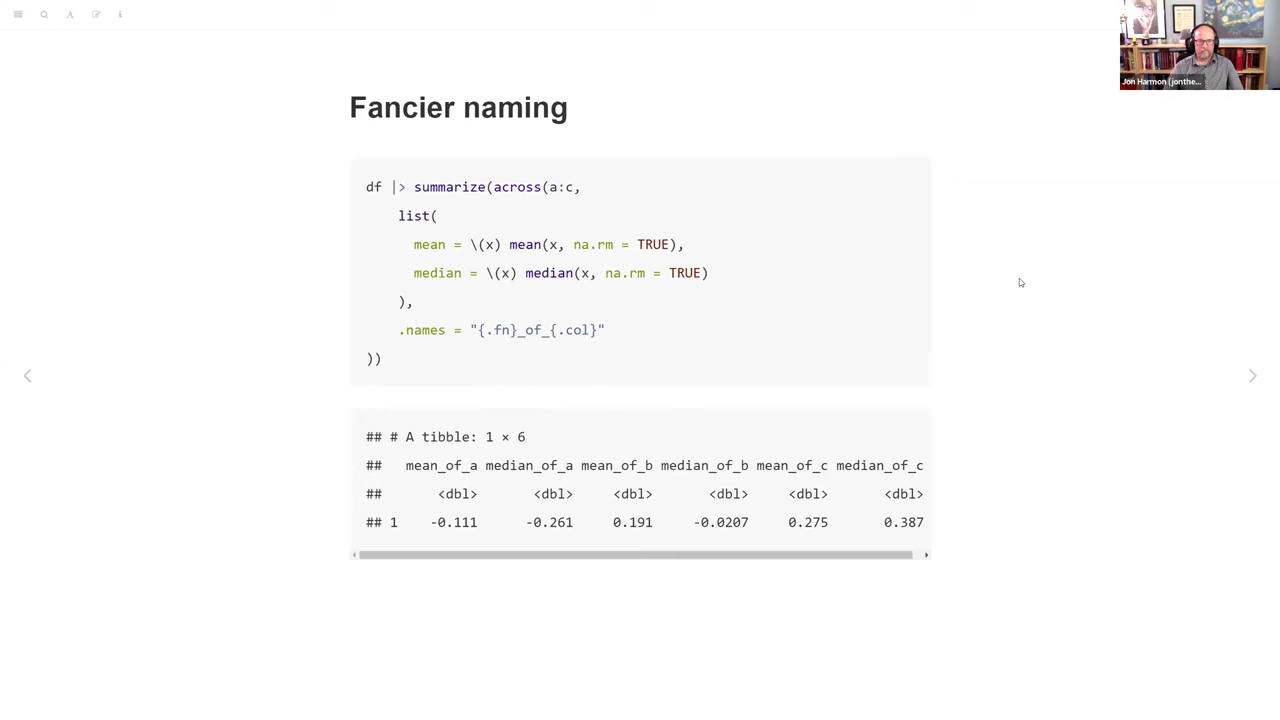 Jon Harmon (jonthe...
Fancier naming
df |> summarize(across(a:c,
    list(
      mean = \(x) mean(x, na.rm = TRUE),
      median = \(x) median(x, na.rm = TRUE)
    ),
    .names = "{.fn}_of_{.col}"
))
## # A tibble: 1 × 6
##   mean_of_a median_of_a mean_of_b median_of_b mean_of_c median_of_c
##       <dbl>       <dbl>     <dbl>       <dbl>     <dbl>       <dbl>
## 1    -0.111      -0.261     0.191     -0.0207     0.275       0.387